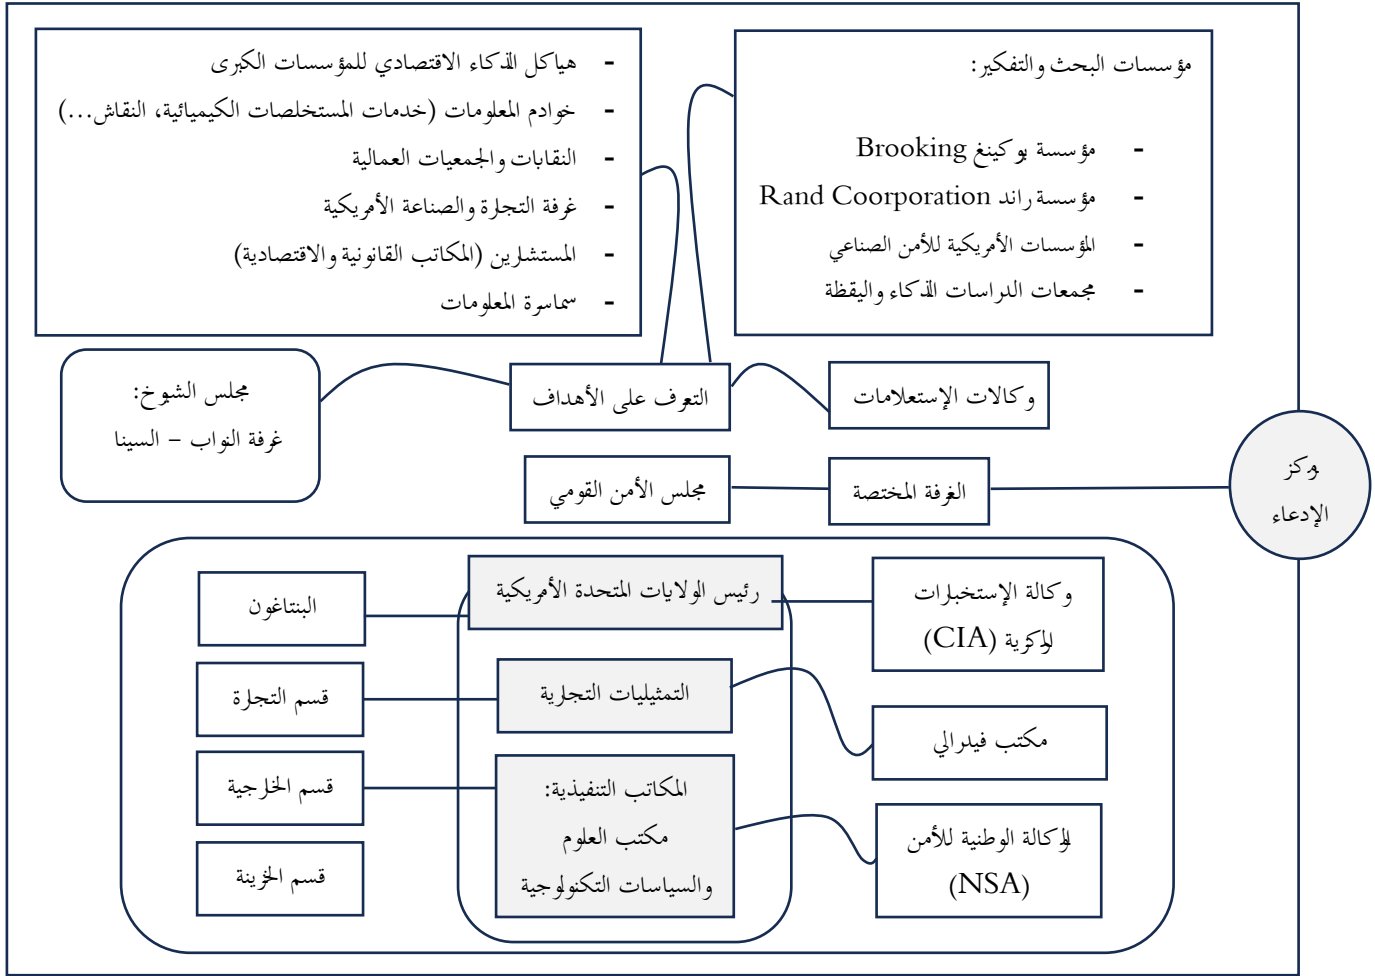 مؤسسات البحث والتفكير:
- مؤسسة بوكينغ Brooking
- مؤسسة راند Rand Coorporation
- المؤسسات الأمريكية للأمن الصناعي
- مجمعات الدراسات الذكاء واليقظة
- هياكل الذكاء الاقتصادي للمؤسسات الكبرى
- خوادم المعلومات (خدمات المستخلصات الكيميائية، النقاش...)
- النقابات والجمعيات العمالية
- غرفة التجارة والصناعة الأمريكية
- المستشارين (المكاتب القانونية والاقتصادية)
- سماسرة المعلومات
وكالات الإستعلامات
التعرف على الأهداف
مجلس الشيوخ:
غرفة النواب – السينا
مركز
الإدعاء
الغرفة المختصة
مجلس الأمن القومي
وكالة الإستخبارات
المركزية (CIA)
رئيس الولايات المتحدة الأمريكية
البنتاغون
مكتب فيدرالي
التمثيليات التجارية
قسم التجارة
الوكالة الوطنية للأمن
(NSA)
المكاتب التنفيذية:
مكتب العلوم
والسياسات التكنولوجية
قسم الخارجية
قسم الخزينة